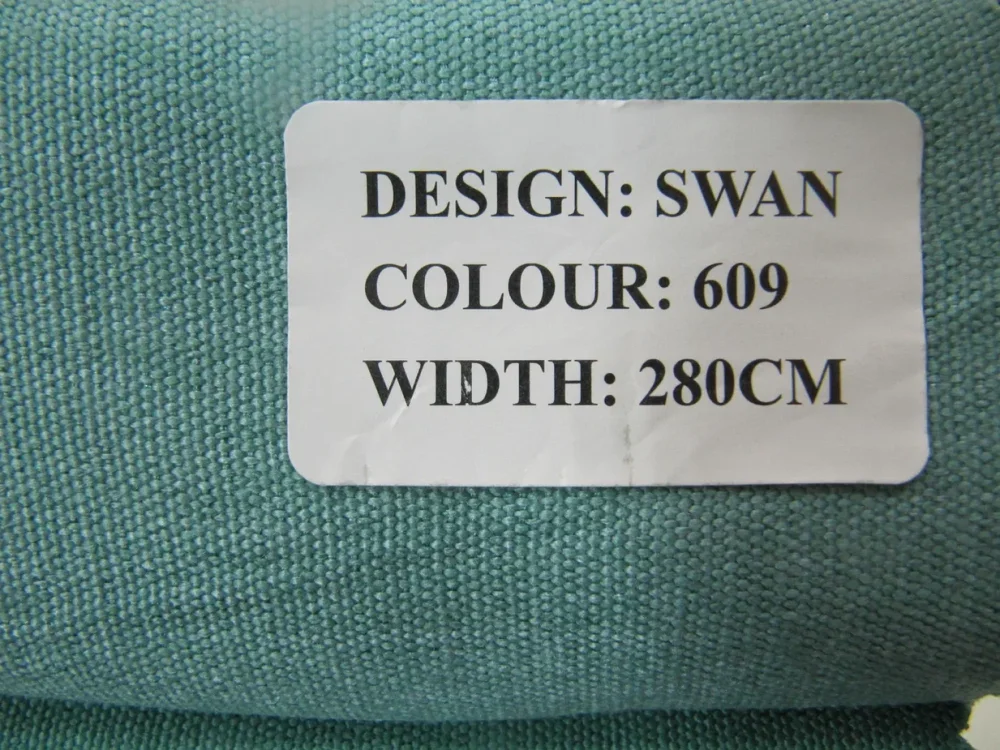 DESIGN: SWAN
COLOUR: 609
WIDTH: 280CM